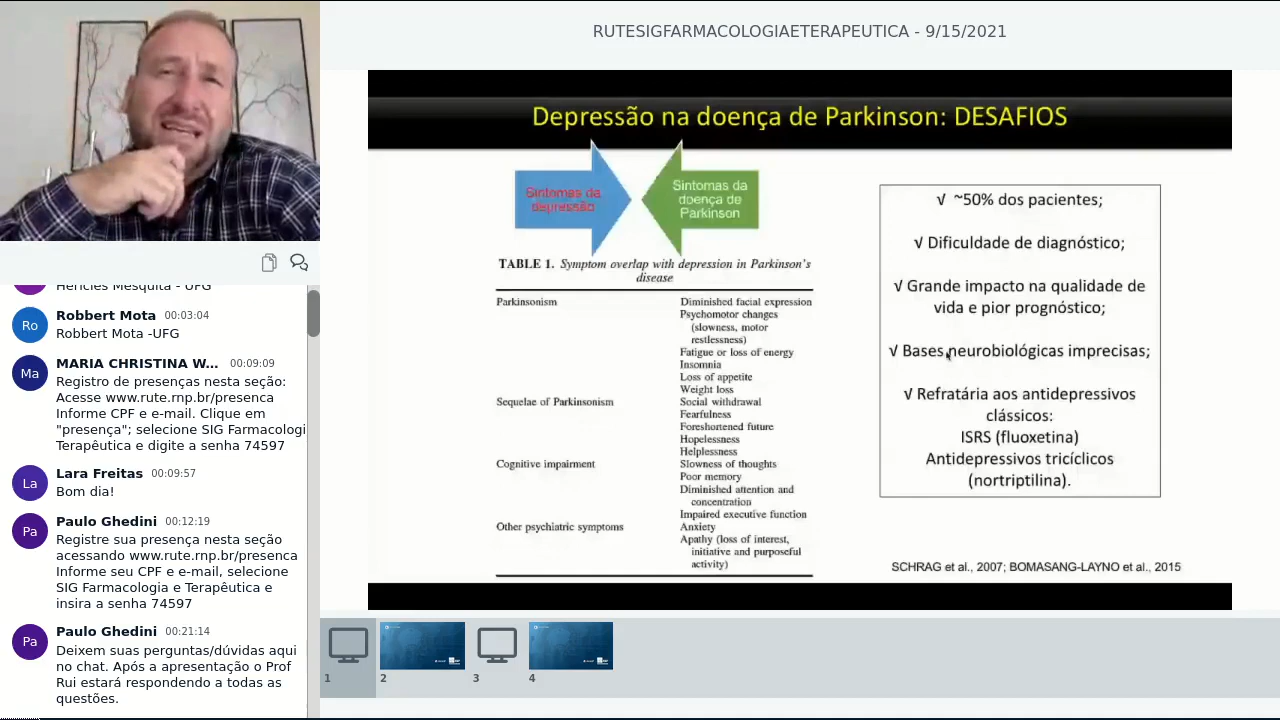 RUTESIGFARMACOLOGIAETERAPEUTICA - 9/15/2021
Hericles Mesquita - UFG
Ro
Robbert Mota 00:03:04
Robbert Mota -UFG
Ma
MARIA CHRISTINA W... 00:09:09
Registro de presenças nesta seção:
Acesse www.rute.rnp.br/presenca
Informe CPF e e-mail. Clique em
"presença"; selecione SIG Farmacologi
Terapêutica e digite a senha 74597
La
Lara Freitas 00:09:57
Bom dia!
Pa
Paulo Ghedini 00:12:19
Registre sua presença nesta seção
acessando www.rute.rnp.br/presenca
Informe seu CPF e e-mail, selecione
SIG Farmacologia e Terapêutica e
insira a senha 74597
Pa
Paulo Ghedini 00:21:14
Deixem suas perguntas/dúvidas aqui
no chat. Após a apresentação o Prof
Rui estará respondendo a todas as
questões.
Depressão na doença de Parkinson: DESAFIOS
Sintomas da
depressão
Sintomas da
doença de
Parkinson
TABLE 1. Symptom overlap with depression in Parkinson's
disease
Parkinsonism Diminished facial expression
Psychomotor changes
(slowness, motor
restlessness)
Fatigue or loss of energy
Insomnia
Loss of appetite
Weight loss
Sequelae of Parkinsonism Social withdrawal
Fearfulness
Foreshortened future
Hopelessness
Helplessness
Cognitive impairment Slowness of thoughts
Poor memory
Diminished attention and
concentration
Impaired executive function
Other psychiatric symptoms Anxiety
Apathy (loss of interest,
initiative and purposeful
activity)
√ ~50% dos pacientes;
√ Dificuldade de diagnóstico;
√ Grande impacto na qualidade de
vida e pior prognóstico;
√ Bases neurobiológicas imprecisas;
√ Refratária aos antidepressivos
clássicos:
ISRS (fluoxetina)
Antidepressivos tricíclicos
(nortriptilina).
SCHRAG et al., 2007; BOMASANG-LAYNO et al., 2015
1
2
3
4